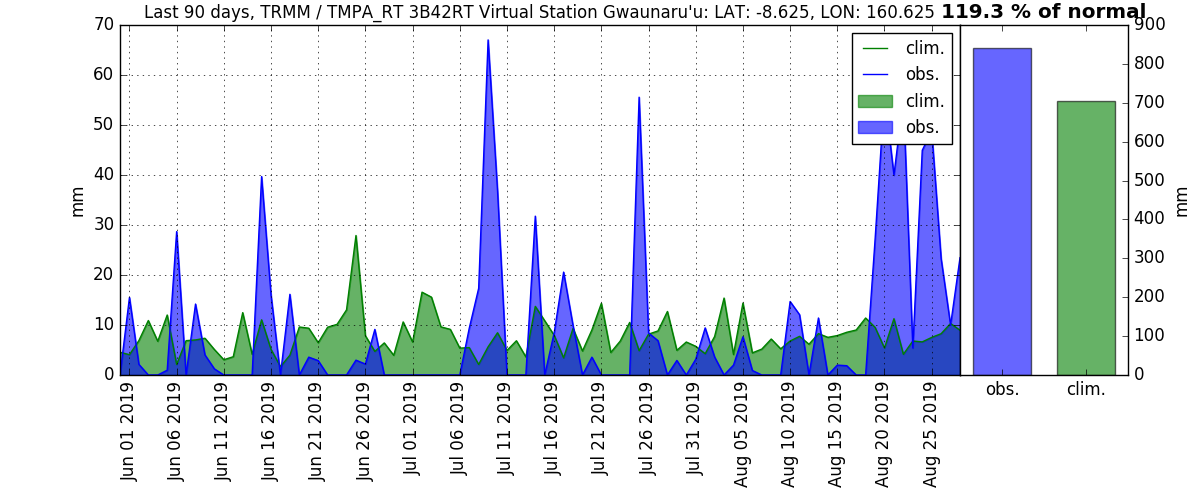 Last 90 days, TRMM / TMPA_RT 3B42RT Virtual Station Gwaunaru'u: LAT: -8.625, LON: 160.625 119.3 % of normal
70
60
50
40
30
20
10
0
mm
clim.
obs.
clim.
obs.
Jun 01 2019
Jun 06 2019
Jun 11 2019
Jun 16 2019
Jun 21 2019
Jun 26 2019
Jul 01 2019
Jul 06 2019
Jul 11 2019
Jul 16 2019
Jul 21 2019
Jul 26 2019
Jul 31 2019
Aug 05 2019
Aug 10 2019
Aug 15 2019
Aug 20 2019
Aug 25 2019
900
800
700
600
500
400
300
200
100
0
mm
obs.
clim.